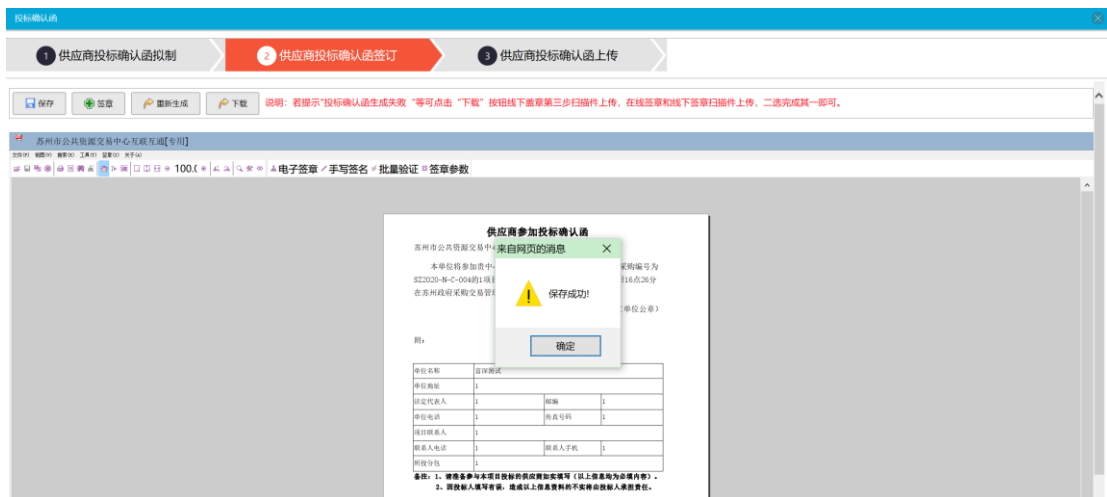 投标确认函
1 供应商投标确认函拟制 2 供应商投标确认函签订 3 供应商投标确认函上传
保存 签章 重新生成 下载 说明：若提示"投标确认函生成失败 "等可点击 "下载" 按钮线下盖章第三步扫描件上传，在线签章和线下签章扫描件上传，二选完成其一即可。
苏州市公共资源交易中心互联互通[专用]
100.(
电子签章 手写签名 批量验证 签章参数
供应商参加投标确认函
苏州市公共资源交易中
来自网页的消息
本单位将参加贵中 采购编号为
SZ2020-N-C-004的1项 16点26分
在苏州政府采购交易管
保存成功!
单位公章）
确定
附：
单位名称
单位地址 1
法定代表人 1 邮编 1
单位电话 1 传真号码 1
项目联系人 1
联系人电话 1 联系人手机 1
所投分包 1
备注：1、请准备参与本项目投标的供应商如实填写（以上信息均为必填内容）。
2、因投标人填写有误，造成以上信息资料的不实将由投标人承担责任。